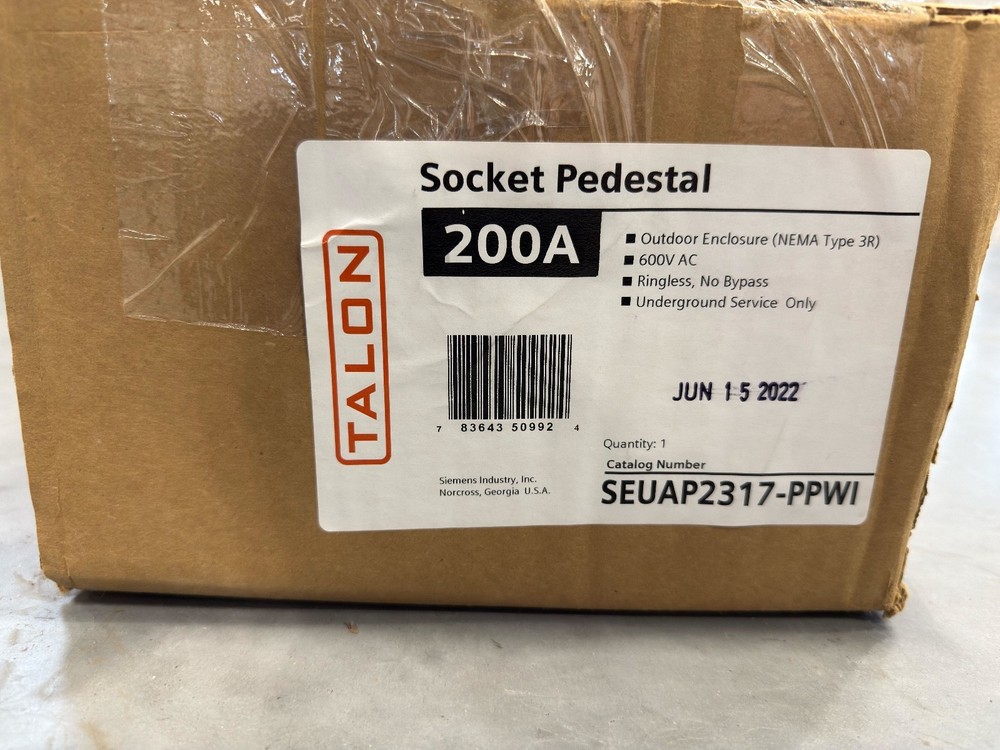 Socket Pedestal
200A
■ Outdoor Enclosure (NEMA Type 3R)
■ 600V AC
■ Ringless, No Bypass
■ Underground Service Only
TALON
JUN 15 2022
7 83643 50992 4
Quantity: 1
Catalog Number
SEUAP2317-PPWI
Siemens Industry, Inc.
Norcross, Georgia U.S.A.